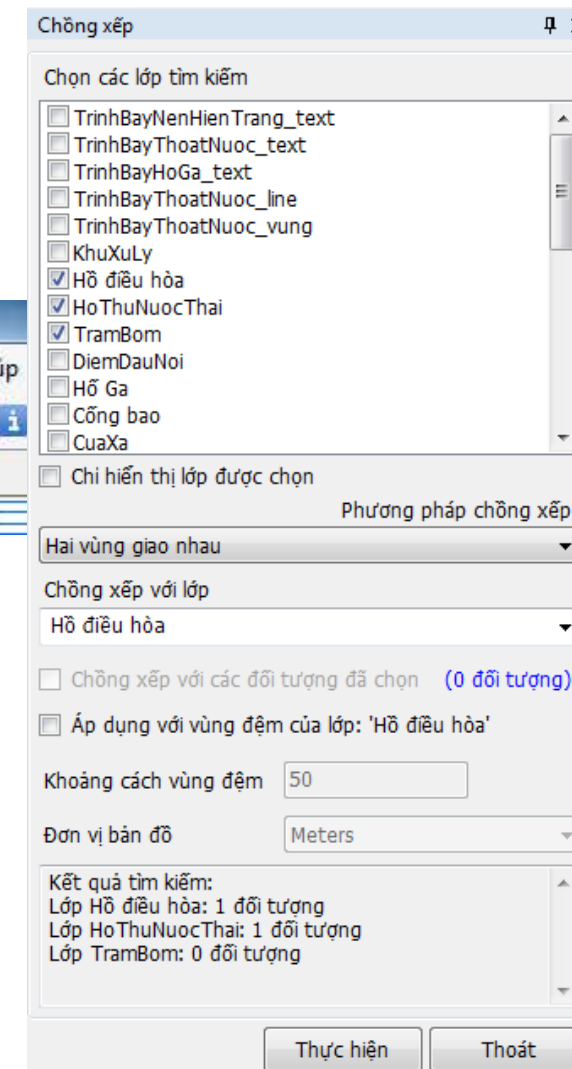 Chồng xếp
Chọn các lớp tìm kiếm
TrinhBayNenHienTrang_text
TrinhBayThoatNuoc_text
TrinhBayHoGa_text
TrinhBayThoatNuoc_line
TrinhBayThoatNuoc_vung
KhuXuLy
Hồ điều hòa
HoThuNuocThai
TramBom
DiemDauNoi
Hố Ga
Cống bao
CuaXa
Chỉ hiển thị lớp được chọn
Phương pháp chồng xếp
Hai vùng giao nhau
Chồng xếp với lớp
Hồ điều hòa
Chồng xếp với các đối tượng đã chọn (0 đối tượng)
Áp dụng với vùng đệm của lớp: 'Hồ điều hòa'
Khoảng cách vùng đệm 50
Đơn vị bản đồ Meters
Kết quả tìm kiếm:
Lớp Hồ điều hòa: 1 đối tượng
Lớp HoThuNuocThai: 1 đối tượng
Lớp TramBom: 0 đối tượng
Thực hiện Thoát